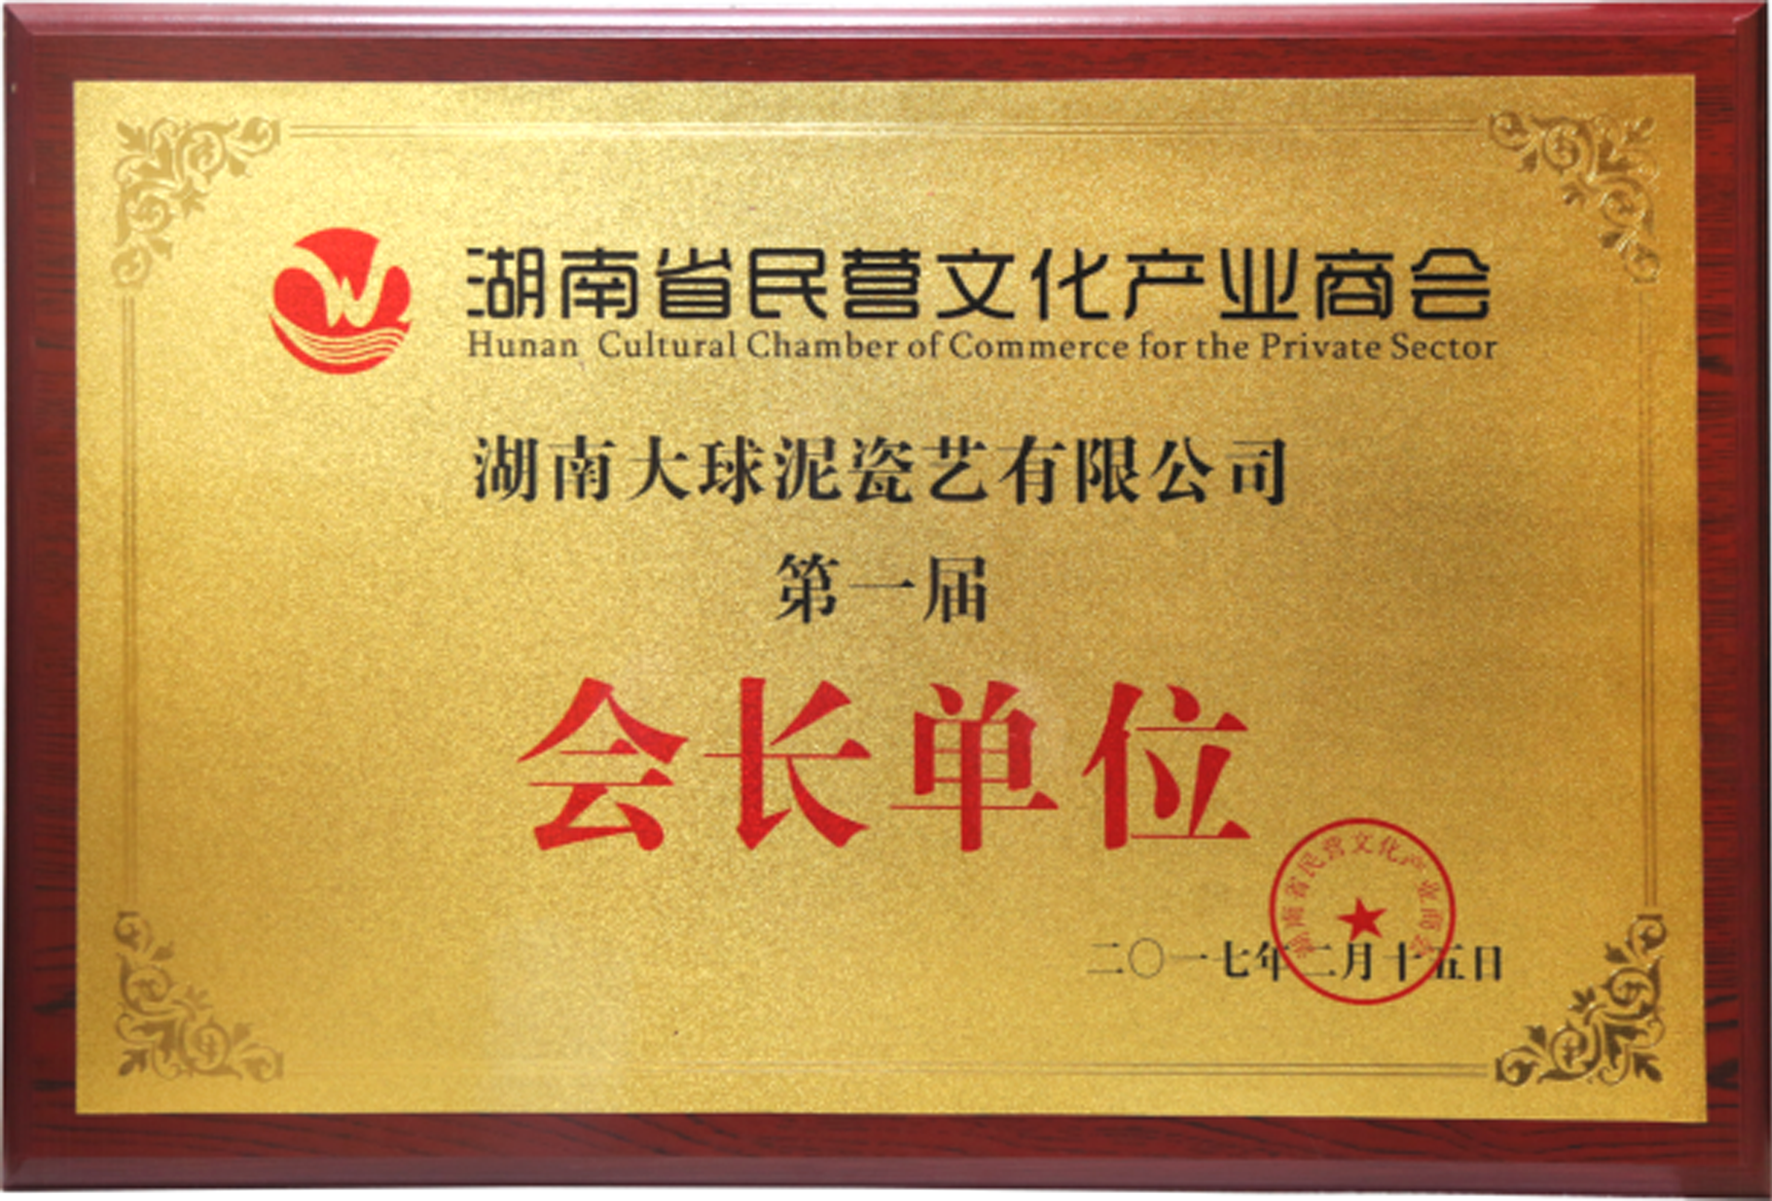 湖南省民营文化产业商会
Hunan Cultural Chamber of Commerce for the Private Sector
湖南大球泥瓷艺有限公司
第一届
会长单位
湖南省民营文化产业商会
二〇一七年二月十五日